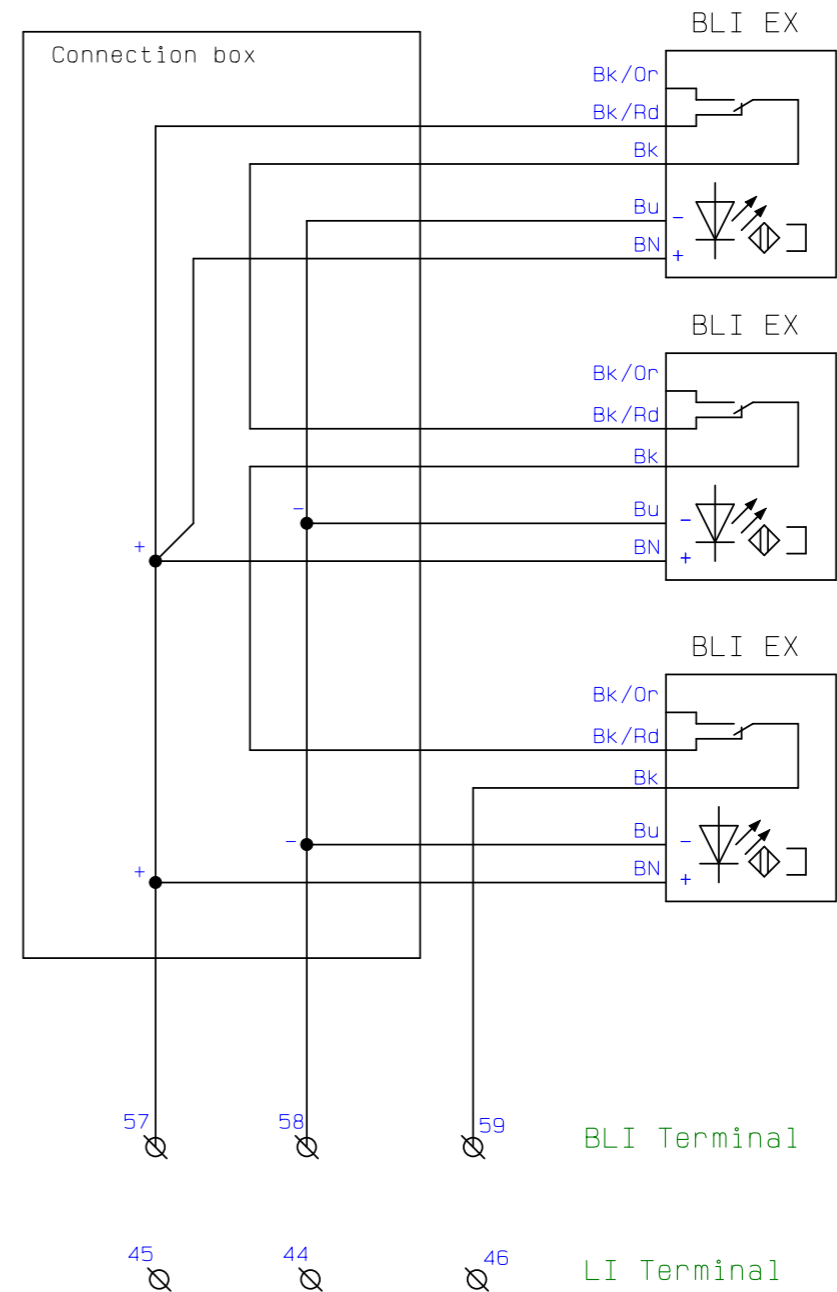 BLI EX
Connection box
Bk/Or
Bk/Rd
Bk
Bu
-
BN
+
BLI EX
Bk/Or
Bk/Rd
Bk
-
Bu
-
+
BN
+
BLI EX
Bk/Or
Bk/Rd
Bk
-
Bu
-
+
BN
+
57
58
59
BLI Terminal
45
44
46
LI Terminal